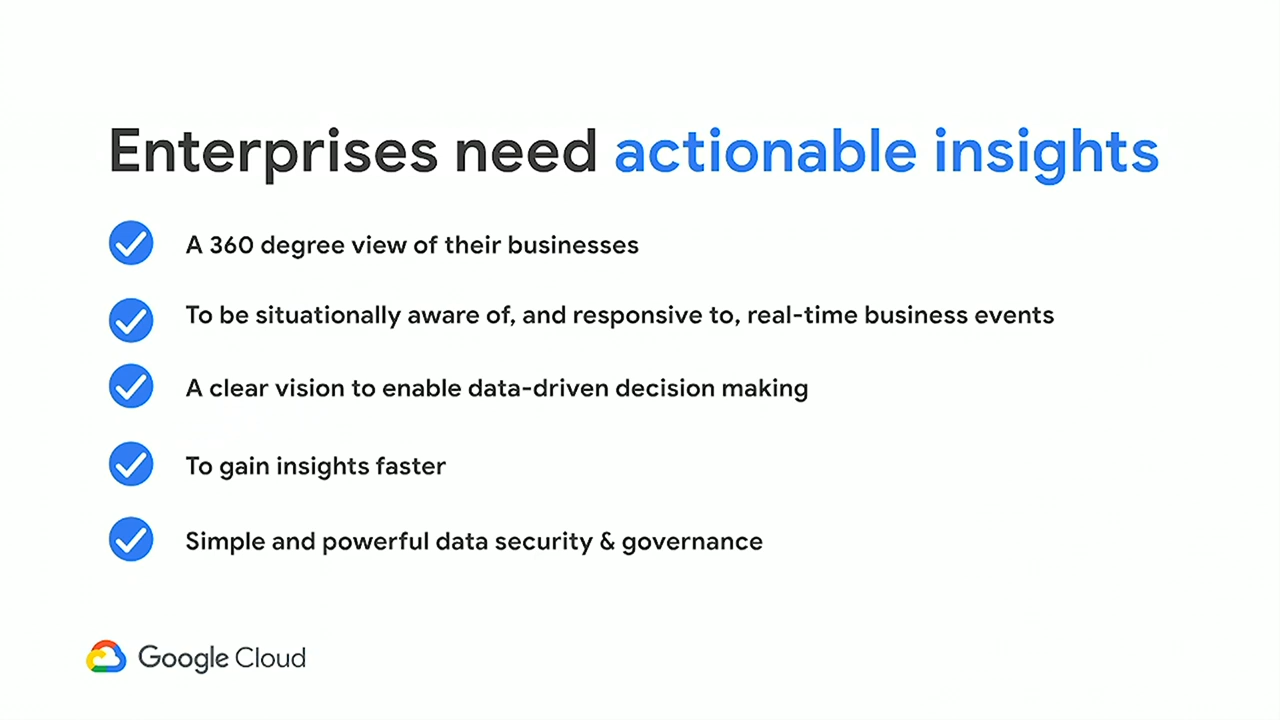 Enterprises need actionable insights
A 360 degree view of their businesses
To be situationally aware of, and responsive to, real-time business events
A clear vision to enable data-driven decision making
To gain insights faster
Simple and powerful data security & governance
Google Cloud